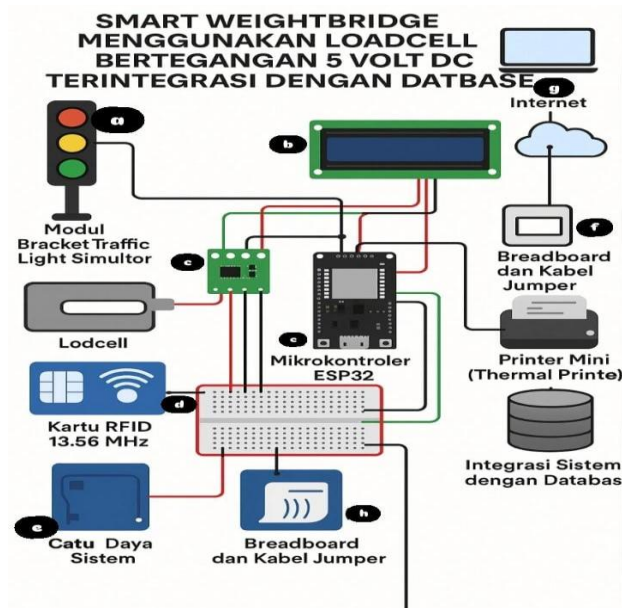 SMART WEIGHTBRIDGE
MENGGUNAKAN LOADCELL
BERTEGANGAN 5 VOLT DC
TERINTEGRASI DENGAN DATBASE
g
Internet
a
b
Modul
Bracket Traffic
Light Simultor
f
Breadboard
dan Kabel
Jumper
c
Lodcell
c
Mikrokontroler
ESP32
Printer Mini
(Thermal Printe)
Kartu RFID
13.56 MHz
d
Integrasi Sistem
dengan Databas
e
Catu Daya
Sistem
h
Breadboard
dan Kabel Jumper